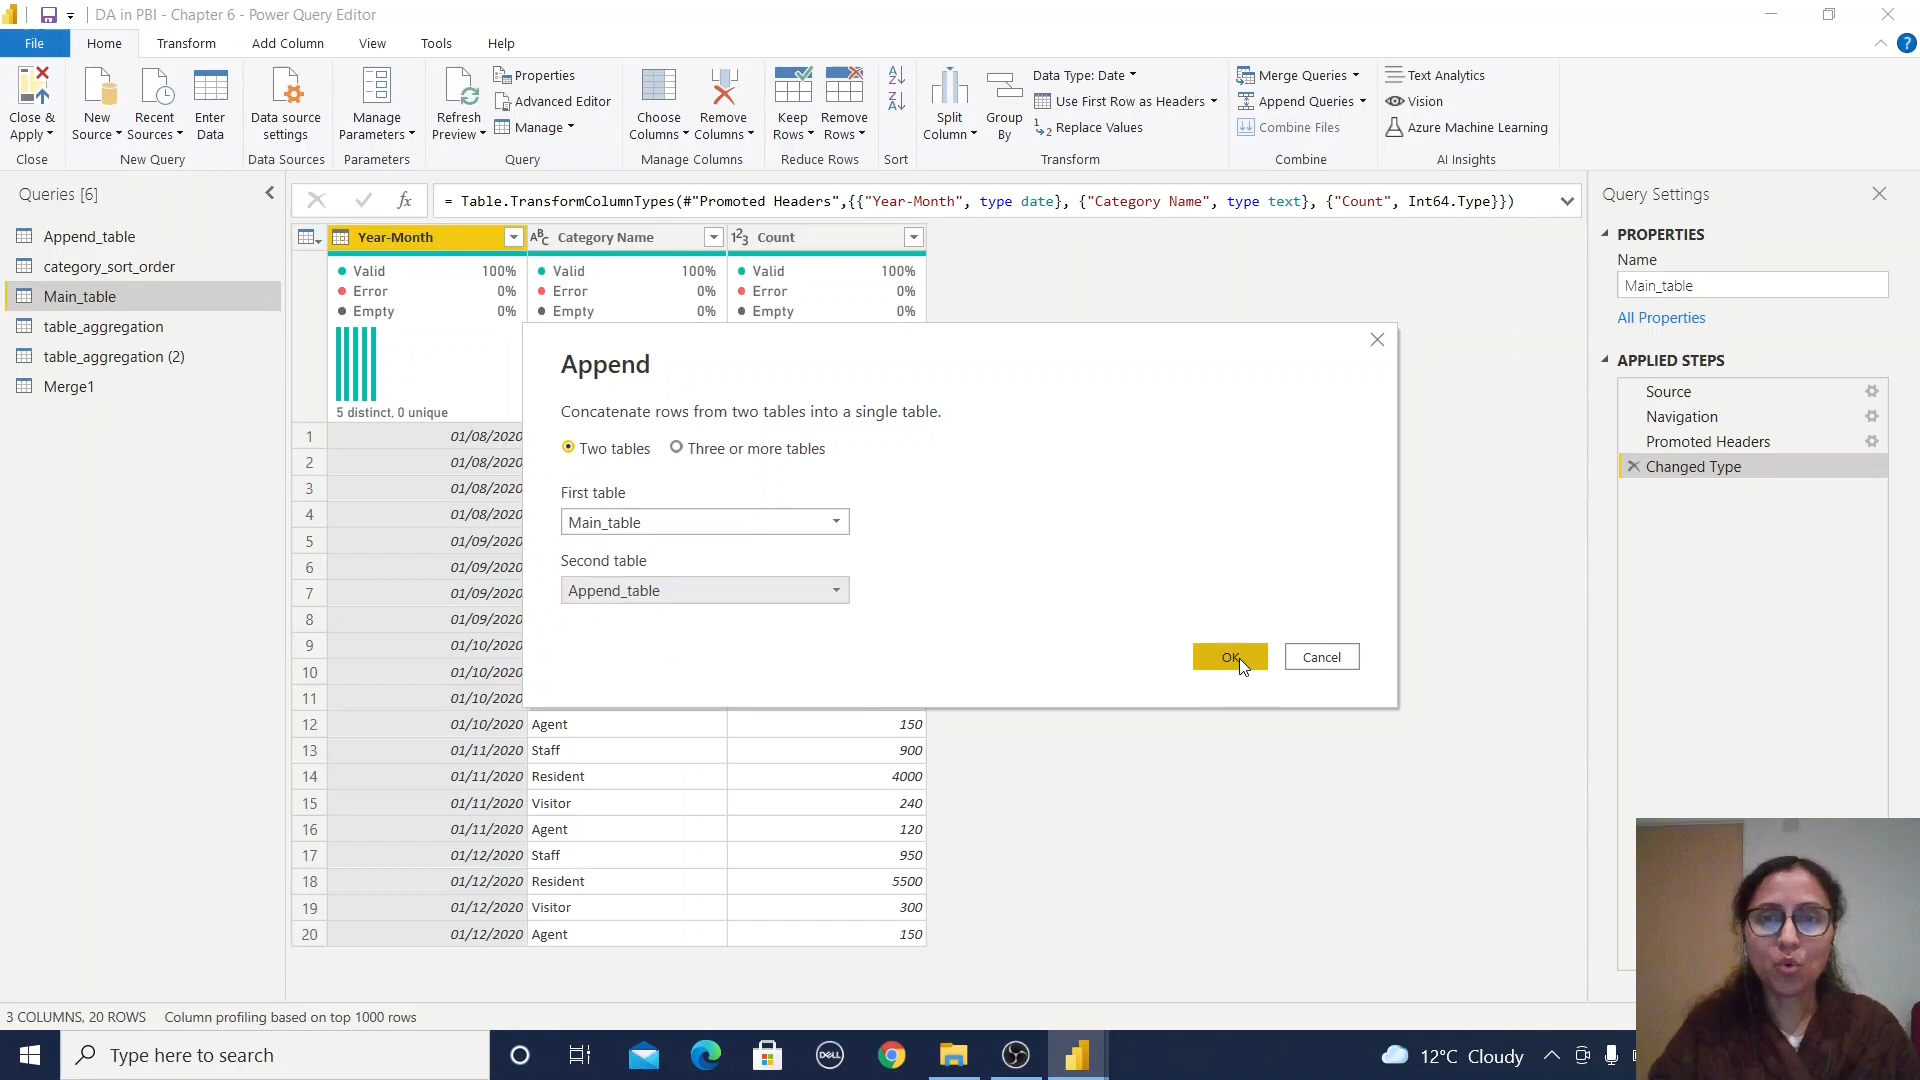 DA in PBI - Chapter 6 - Power Query Editor
File Home Transform Add Column View Tools Help
Close & Apply
New Source
Recent Sources
Enter Data
Data source settings
Manage Parameters
Refresh Preview
Properties
Advanced Editor
Manage
Choose Columns
Remove Columns
Keep Rows
Remove Rows
Split Column
Group By
Data Type: Date
Use First Row as Headers
Replace Values
Merge Queries
Append Queries
Combine Files
Text Analytics
Vision
Azure Machine Learning
Close New Query Data Sources Parameters Query Manage Columns Reduce Rows Sort Transform Combine AI Insights
Queries [6]
Append_table
category_sort_order
Main_table
table_aggregation
table_aggregation (2)
Merge1
fx = Table.TransformColumnTypes(#"Promoted Headers",{{"Year-Month", type date}, {"Category Name", type text}, {"Count", Int64.Type}})
Year-Month ABC Category Name 123 Count
Valid 100% Valid 100% Valid 100%
Error 0% Error 0% Error 0%
Empty 0% Empty 0% Empty 0%
5 distinct, 0 unique
1 01/08/2020
2 01/08/2020
3 01/08/2020
4 01/08/2020
5 01/09/2020
6 01/09/2020
7 01/09/2020
8 01/09/2020
9 01/10/2020
10 01/10/2020
11 01/10/2020
12 01/10/2020 Agent 150
13 01/11/2020 Staff 900
14 01/11/2020 Resident 4000
15 01/11/2020 Visitor 240
16 01/11/2020 Agent 120
17 01/12/2020 Staff 950
18 01/12/2020 Resident 5500
19 01/12/2020 Visitor 300
20 01/12/2020 Agent 150
Append
Concatenate rows from two tables into a single table.
Two tables Three or more tables
First table
Main_table
Second table
Append_table
OK Cancel
Query Settings
PROPERTIES
Name
Main_table
All Properties
APPLIED STEPS
Source
Navigation
Promoted Headers
Changed Type
3 COLUMNS, 20 ROWS Column profiling based on top 1000 rows
Type here to search
DELL
12°C Cloudy